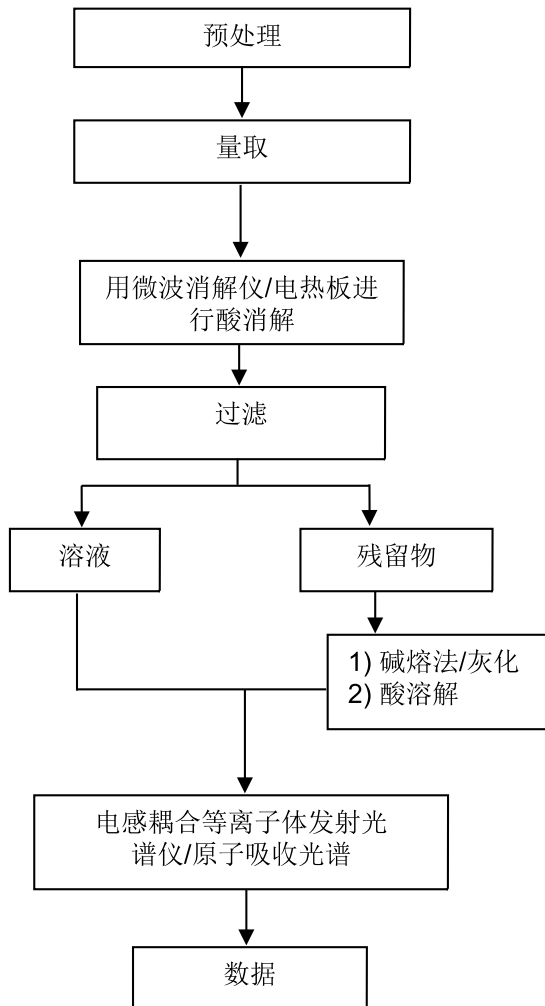 预处理
量取
用微波消解仪/电热板进
行酸消解
过滤
溶液
残留物
1) 碱熔法/灰化
2) 酸溶解
电感耦合等离子体发射光
谱仪/原子吸收光谱
数据